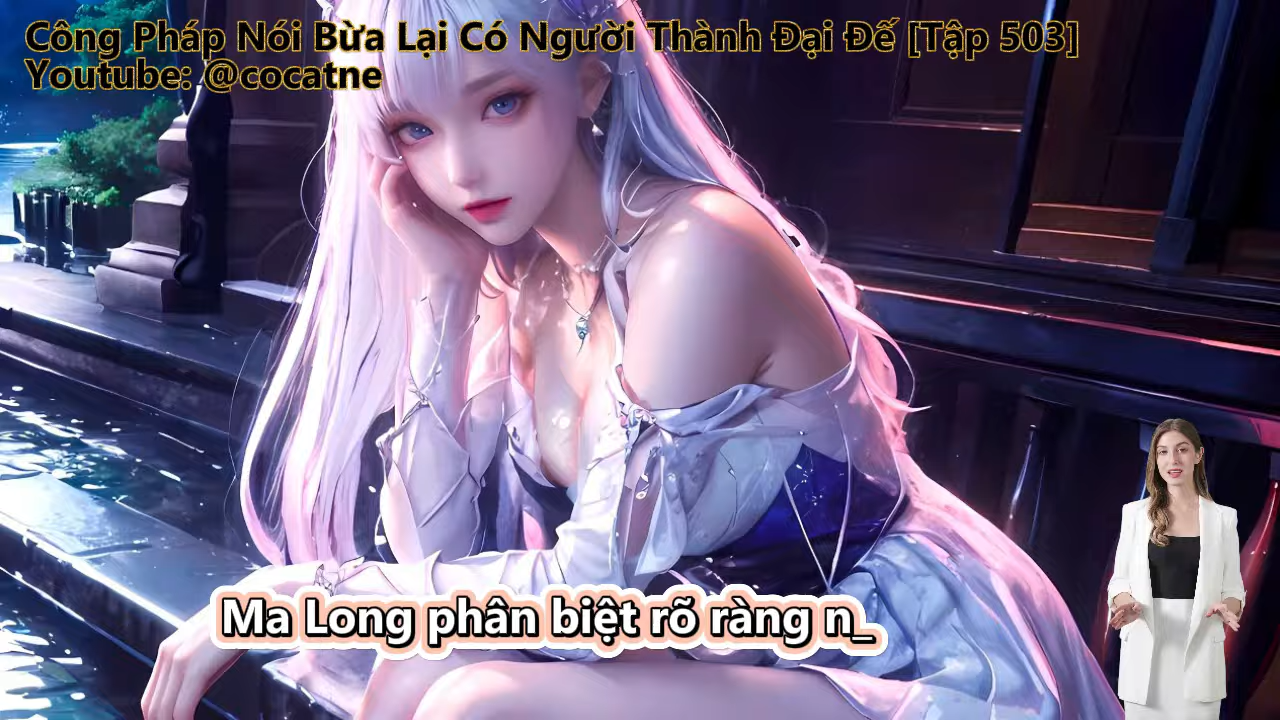 Công Pháp Nói Bừa Lại Có Người Thành Đại Đế [Tập 503]
Youtube: @cocatne
Ma Long phân biệt rõ ràng n_